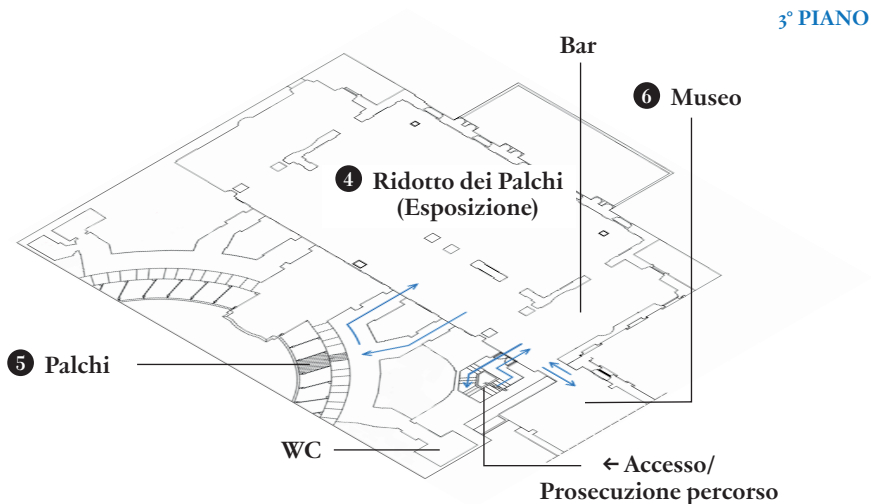 3° PIANO
Bar
6 Museo
4 Ridotto dei Palchi
(Esposizione)
5 Palchi
WC
← Accesso/
Prosecuzione percorso